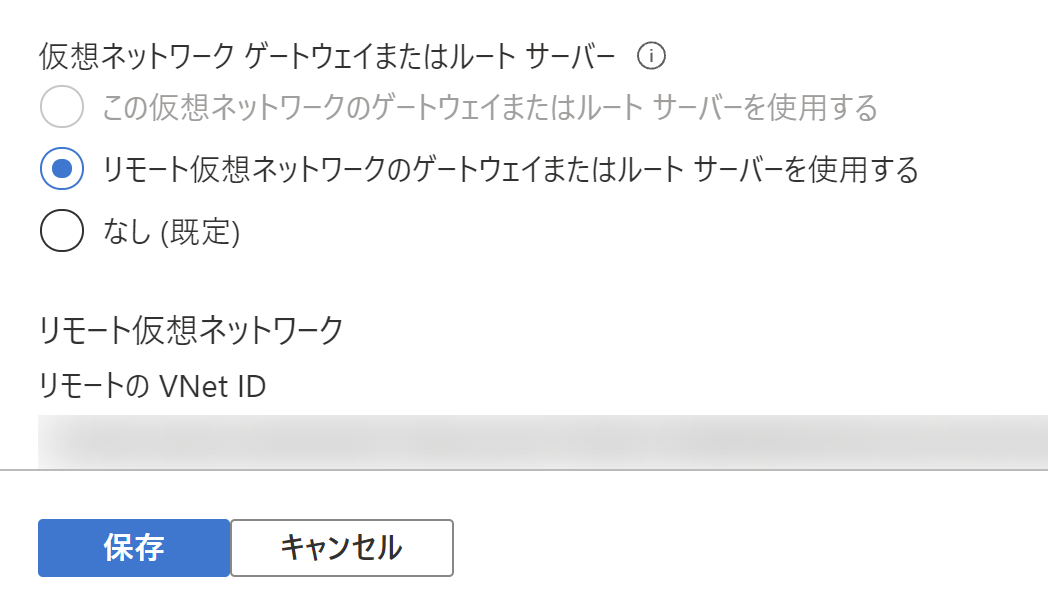 仮想ネットワーク ゲートウェイまたはルート サーバー
この仮想ネットワークのゲートウェイまたはルート サーバーを使用する
リモート仮想ネットワークのゲートウェイまたはルート サーバーを使用する
なし (既定)
リモート仮想ネットワーク
リモートの VNet ID
保存
キャンセル